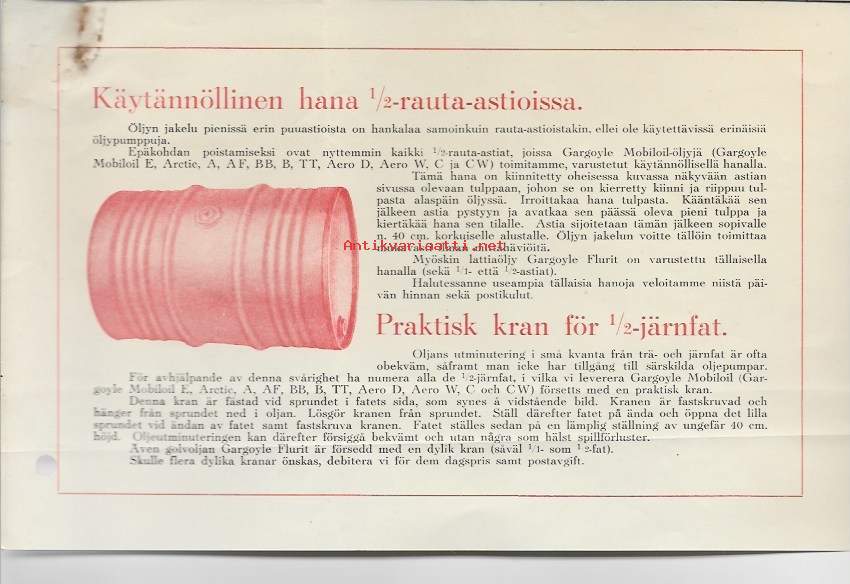 Käytännöllinen hana ½-rauta-astioissa.
Öljyn jakelu pienissä erin puuastioista on hankalaa samoinkuin rauta-astioistakin, ellei ole käytettävissä erinäisiä
öljypumppuja.
Epäkohdan poistamiseksi ovat nyttemmin kaikki ½-rauta-astiat, joissa Gargoyle Mobiloil-öljyjä (Gargoyle
Mobiloil E, Arctic, A, AF, BB, B, TT, Aero D, Aero W, C ja CW) toimitamme, varustetut käytännöllisellä hanalla.
Tämä hana on kiinnitetty oheisessa kuvassa näkyvään astian
sivussa olevaan tulppaan, johon se on kierretty kiinni ja riippuu tul-
pasta alaspäin öljyssä. Irroittakaa hana tulpasta. Kääntäkää sen
jälkeen astia pystyyn ja avatkaa sen päässä oleva pieni tulppa ja
kiertäkää hana sen tilalle. Astia sijoitetaan tämän jälkeen sopivalle
n. 40 cm. korkuiselle alustalle. Öljyn jakelun voitte tällöin toimittaa
mukavasti ilman mittahäviöitä.
Antikvariaatti.net
Myöskin lattiaöljy Gargoyle Flurit on varustettu tällaisella
hanalla (sekä 1/1- että ½-astiat).
Halutessanne useampia tällaisia hanoja veloitamme niistä päi-
vän hinnan sekä postikulut.
Praktisk kran för ½-järnfat.
Oljans utminutering i små kvanta från trä- och järnfat är ofta
obekväm, såframt man icke har tillgång till särskilda oljepumpar.
För avhjälpande av denna svårighet ha numera alla de ½-järnfat, i vilka vi leverera Gargoyle Mobiloil (Gar-
goyle Mobiloil E, Arctic, A, AF, BB, B, TT, Aero D, Aero W, C och CW) försetts med en praktisk kran.
Denna kran är fästad vid sprundet i fatets sida, som synes å vidstående bild. Kranen är fastskruvad och
hänger från sprundet ned i oljan. Lösgör kranen från sprundet. Ställ därefter fatet på ända och öppna det lilla
sprundet vid ändan av fatet samt fastskruva kranen. Fatet ställes sedan på en lämplig ställning av ungefär 40 cm.
höjd. Oljeutminuteringen kan därefter försiggå bekvämt och utan några som hälst spillförluster.
Även golvoljan Gargoyle Flurit är försedd med en dylik kran (såväl 1/1- som ½-fat).
Skulle flera dylika kranar önskas, debitera vi för dem dagspris samt postavgift.